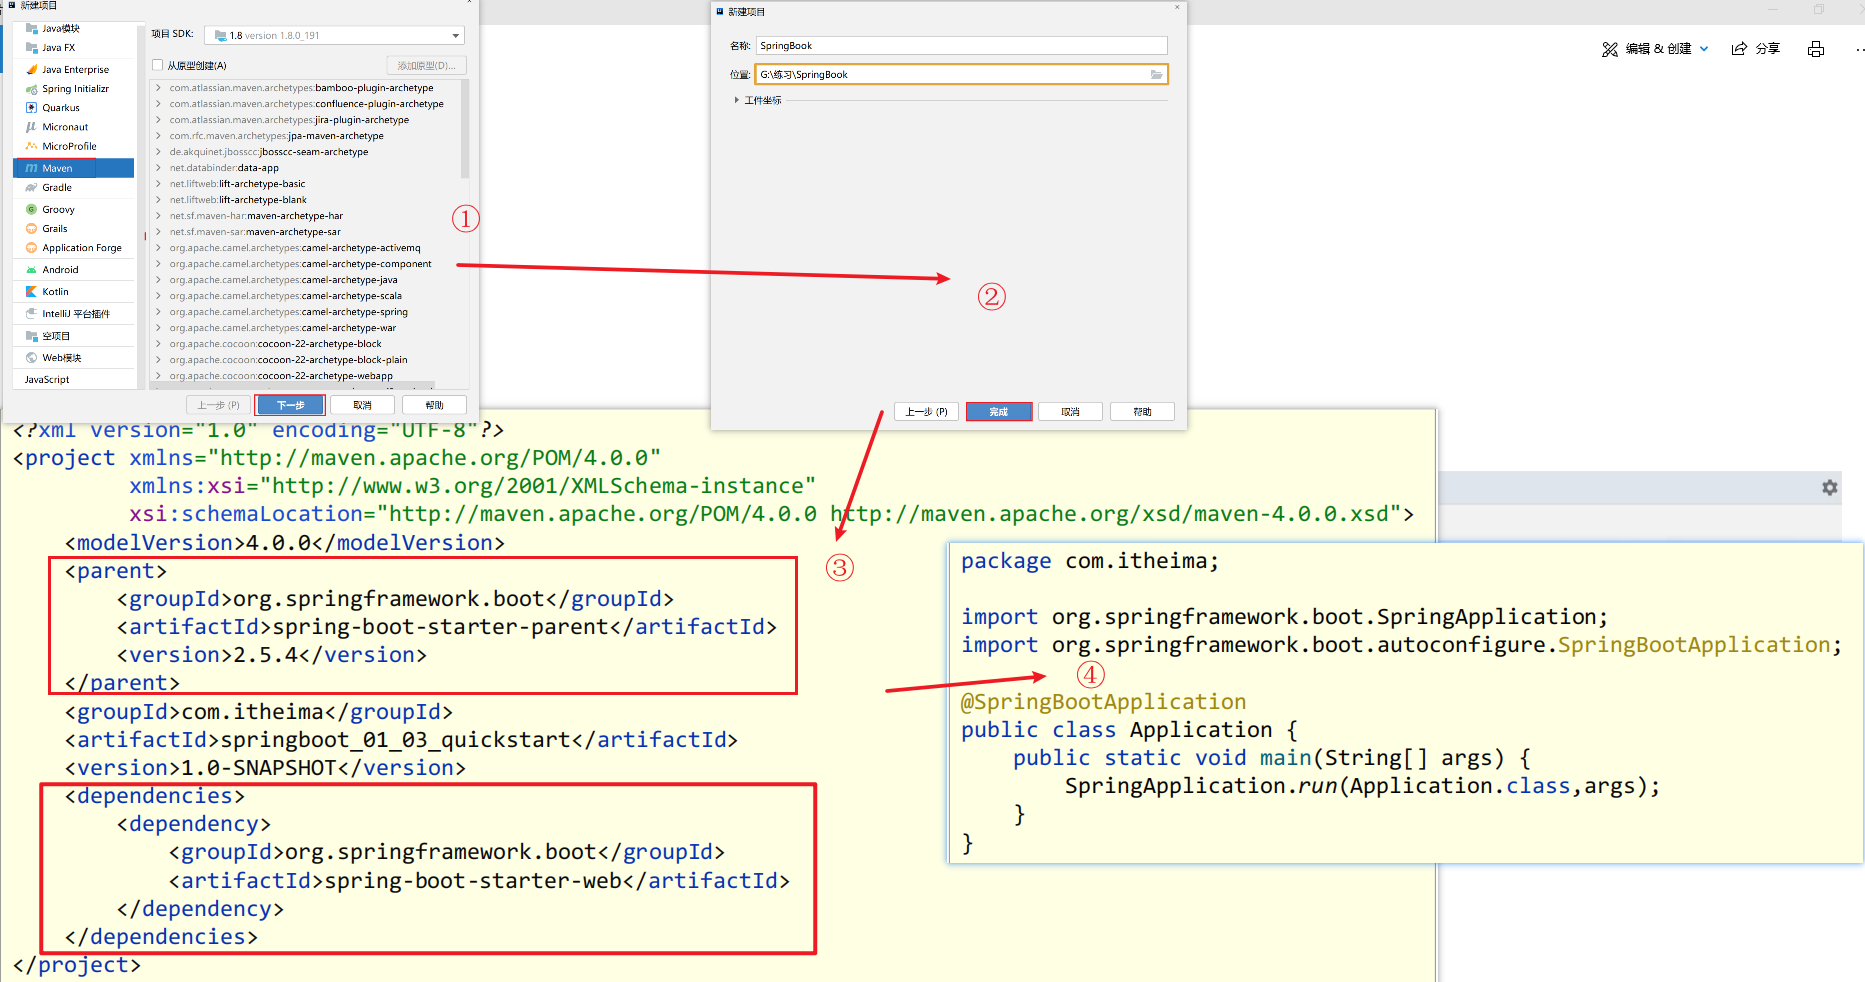 新建项目
Java模块
Java FX
Java Enterprise
Spring Initializr
Quarkus
Micronaut
MicroProfile
Maven
Gradle
Groovy
Grails
Application Forge
Android
Kotlin
IntelliJ 平台插件
空项目
Web模块
JavaScript
项目 SDK:
1.8 version 1.8.0_191
从原型创建(A)
添加原型(D)...
com.atlassian.maven.archetypes:bamboo-plugin-archetype
com.atlassian.maven.archetypes:confluence-plugin-archetype
com.atlassian.maven.archetypes:jira-plugin-archetype
com.rfc.maven.archetypes:jpa-maven-archetype
de.akquinet.jbosscc:jbosscc-seam-archetype
net.databinder:data-app
net.liftweb:lift-archetype-basic
net.liftweb:lift-archetype-blank
net.sf.maven-har:maven-archetype-har
net.sf.maven-sar:maven-archetype-sar
org.apache.camel.archetypes:camel-archetype-activemq
org.apache.camel.archetypes:camel-archetype-component
org.apache.camel.archetypes:camel-archetype-java
org.apache.camel.archetypes:camel-archetype-scala
org.apache.camel.archetypes:camel-archetype-spring
org.apache.camel.archetypes:camel-archetype-war
org.apache.cocoon:cocoon-22-archetype-block
org.apache.cocoon:cocoon-22-archetype-block-plain
org.apache.cocoon:cocoon-22-archetype-webapp
上一步 (P)
下一步
取消
帮助
①
新建项目
名称: SpringBook
位置: G:\练习\SpringBook
工件坐标
②
上一步 (P)
完成
取消
帮助
编辑 & 创建
分享
<?xml version="1.0" encoding="UTF-8"?>
<project xmlns="http://maven.apache.org/POM/4.0.0"
xmlns:xsi="http://www.w3.org/2001/XMLSchema-instance"
xsi:schemaLocation="http://maven.apache.org/POM/4.0.0 http://maven.apache.org/xsd/maven-4.0.0.xsd">
<modelVersion>4.0.0</modelVersion>
<parent>
<groupId>org.springframework.boot</groupId>
<artifactId>spring-boot-starter-parent</artifactId>
<version>2.5.4</version>
</parent>
<groupId>com.itheima</groupId>
<artifactId>springboot_01_03_quickstart</artifactId>
<version>1.0-SNAPSHOT</version>
<dependencies>
<dependency>
<groupId>org.springframework.boot</groupId>
<artifactId>spring-boot-starter-web</artifactId>
</dependency>
</dependencies>
</project>
③
package com.itheima;
import org.springframework.boot.SpringApplication;
import org.springframework.boot.autoconfigure.SpringBootApplication;
④
@SpringBootApplication
public class Application {
public static void main(String[] args) {
SpringApplication.run(Application.class,args);
}
}